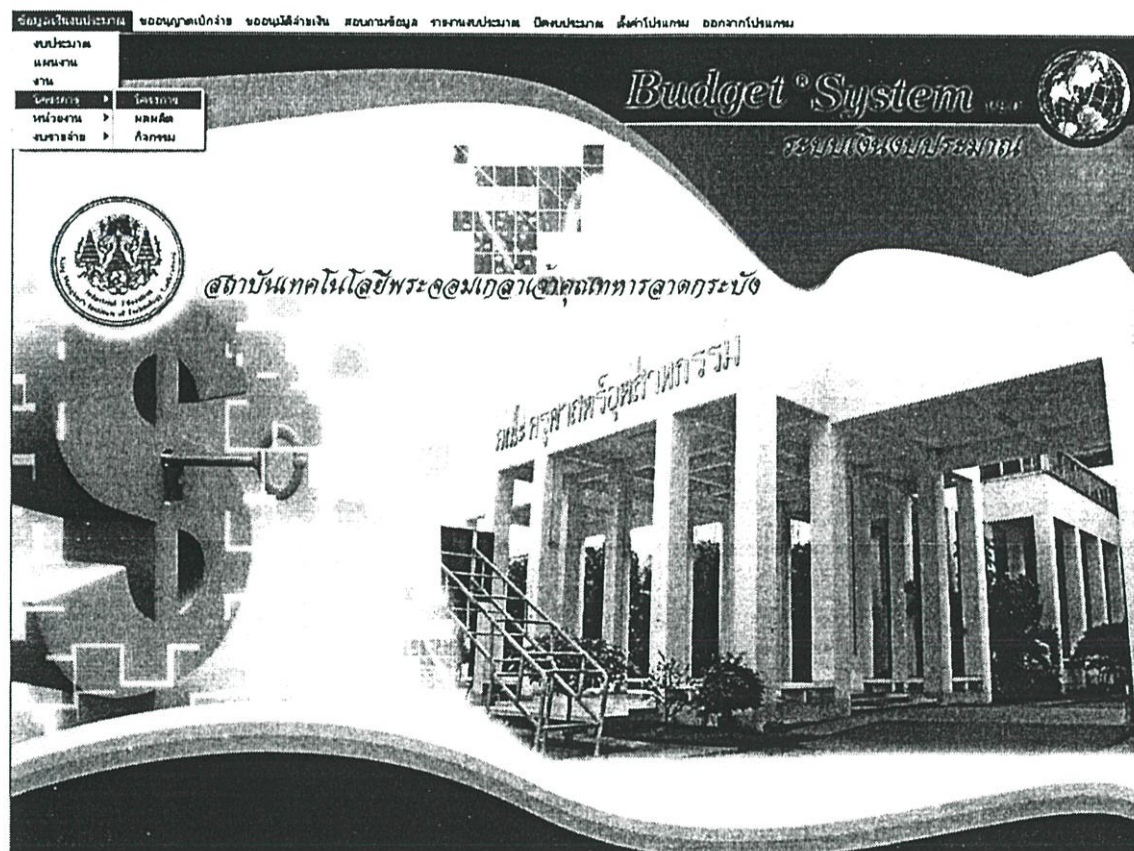 ข้อมูลเงินงบประมาณ ขออนุญาตเบิกจ่าย ขออนุมัติจ่ายเงิน สอบถามข้อมูล รายงานงบประมาณ ปิดงบประมาณ ตั้งค่าโปรแกรม ออกจากโปรแกรม
งบประมาณ
แผนงาน
งาน
โครงการ โครงการ
หน่วยงาน ผลผลิต
งบรายจ่าย กิจกรรม
Budget ® System
ระบบเงินงบประมาณ
สถาบันเทคโนโลยีพระจอมเกล้าเจ้าคุณทหารลาดกระบัง
คณะครุศาสตร์อุตสาหกรรม